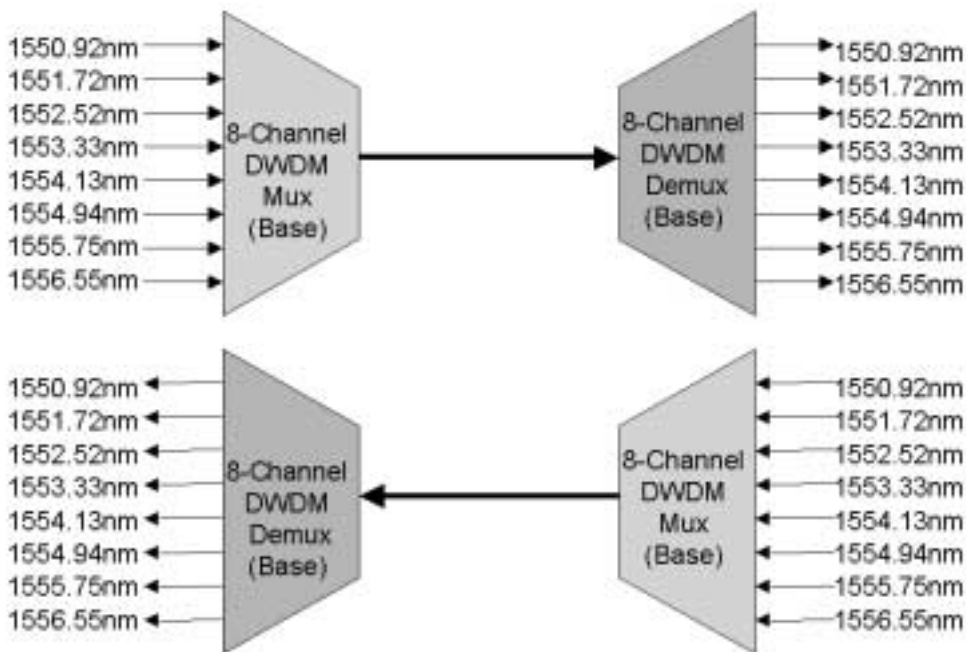 1550.92nm
1551.72nm
1552.52nm
1553.33nm
1554.13nm
1554.94nm
1555.75nm
1556.55nm
8-Channel
DWDM
Mux
(Base)
8-Channel
DWDM
Demux
(Base)
1550.92nm
1551.72nm
1552.52nm
1553.33nm
1554.13nm
1554.94nm
1555.75nm
1556.55nm
1550.92nm
1551.72nm
1552.52nm
1553.33nm
1554.13nm
1554.94nm
1555.75nm
1556.55nm
8-Channel
DWDM
Demux
(Base)
8-Channel
DWDM
Mux
(Base)
1550.92nm
1551.72nm
1552.52nm
1553.33nm
1554.13nm
1554.94nm
1555.75nm
1556.55nm